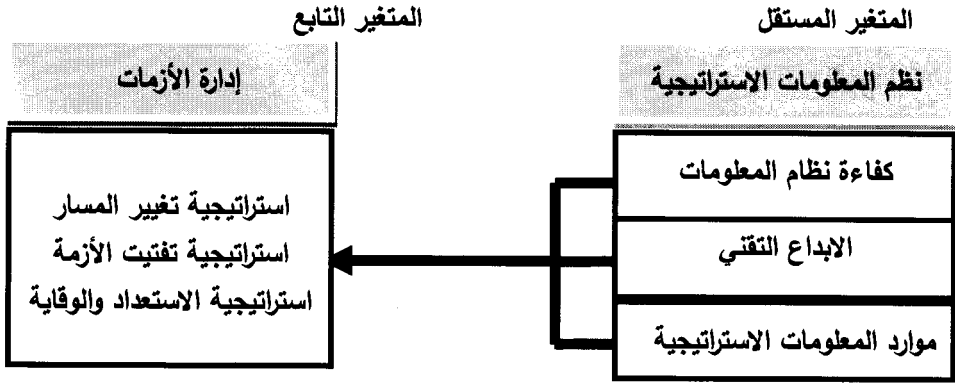 المتغير المستقل
المتغير التابع
نظم المعلومات الاستراتيجية
إدارة الأزمات
كفاءة نظام المعلومات
الابداع التقني
موارد المعلومات الاستراتيجية
استراتيجية تغيير المسار
استراتيجية تفتيت الأزمة
استراتيجية الاستعداد والوقاية